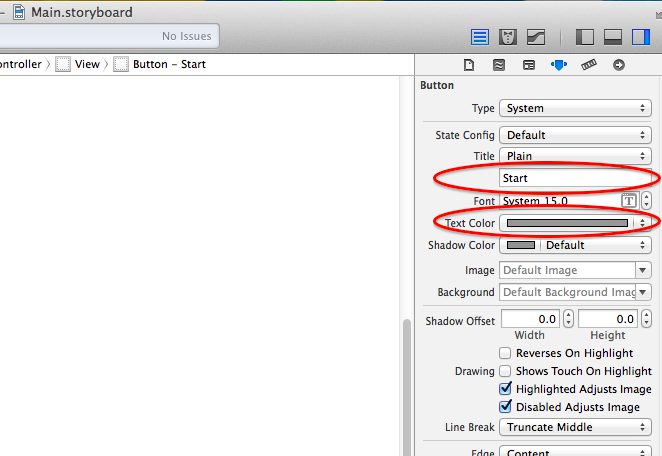 Main.storyboard
No Issues
ontroller View Button – Start
Button
Type System
State Config Default
Title Plain
Start
Font System 15.0 T
Text Color
Shadow Color Default
Image Default Image
Background Default Background Imag
Shadow Offset 0.0 0.0
Width Height
Reverses On Highlight
Drawing Shows Touch On Highlight
Highlighted Adjusts Image
Disabled Adjusts Image
Line Break Truncate Middle
Edge Content